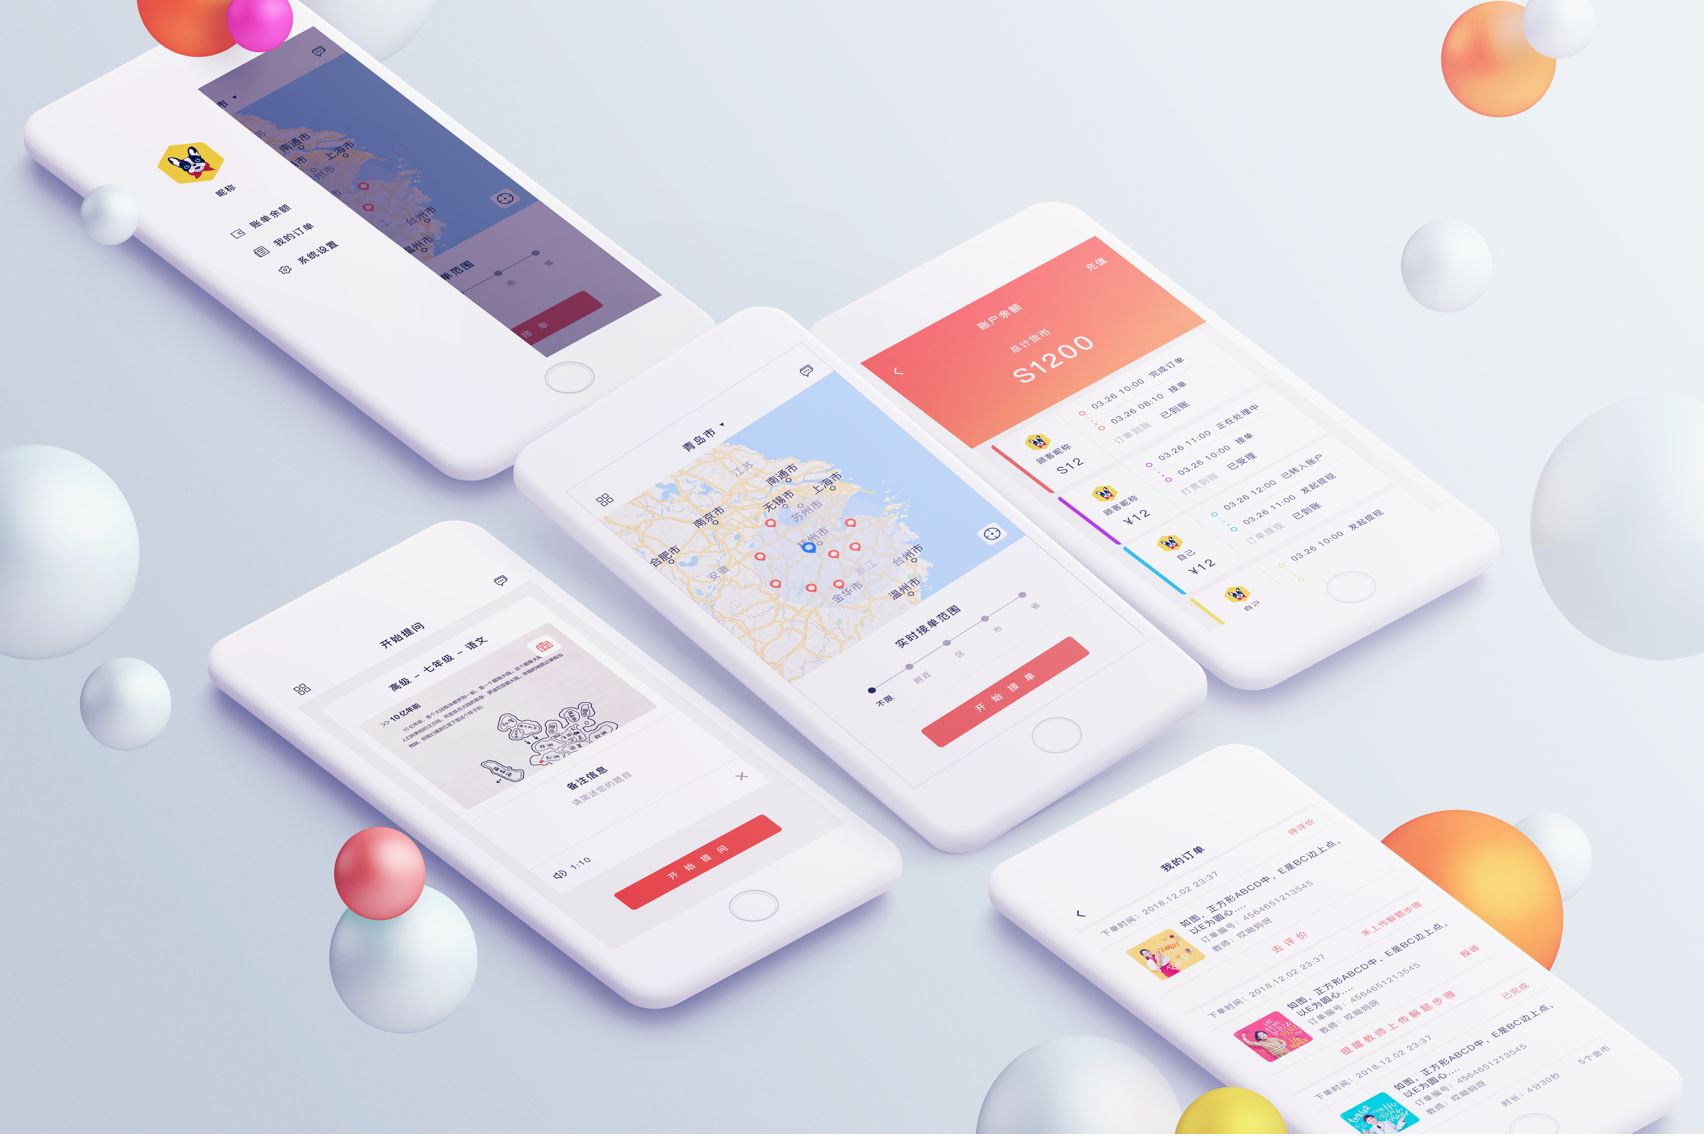 昵称
账单余额
我的订单
系统设置
市
南通市
上海市
台州市
温州市
单范围
市
接 单
充值
账户余额
总计货币
S1200
03.26 10:00 完成订单
03.26 08:10 接单
订单到账 已到账
顾客昵称
S12
03.26 11:00 正在处理中
03.26 10:00 接单
打赏到账 已受理
顾客昵称
¥12
03.26 12:00 已转入账户
03.26 11:00 发起提现
订单提现 已到账
自己
¥12
03.26 10:00 发起提现
自己
青岛市
江苏
南通市
上海市
无锡市
苏州市
南京市
合肥市
杭州市
安徽
浙江
台州市
金华市
温州市
实时接单范围
不限
附近
区
市
省
开 始 接 单
开始提问
高级 - 七年级 - 语文
>> 10 亿年前
备注信息
请简述您的题目
1:10
开 始 提 问
我的订单
待评价
下单时间: 2018.12.02 23:37
如图, 正方形ABCD中, E是BC边上点,
以E为圆心....
订单编号: 4564651213545
教师: 哎呦妈呀
去评价
未上传解题步骤
下单时间: 2018.12.02 23:37
如图, 正方形ABCD中, E是BC边上点,
以E为圆心....
订单编号: 4564651213545
教师: 哎呦妈呀
投诉
提醒教师上传解题步骤
已完成
下单时间: 2018.12.02 23:37
如图, 正方形ABCD中, E是BC边上点,
以E为圆心....
订单编号: 4564651213545
教师: 哎呦妈呀
时长: 4分30秒
5个金币